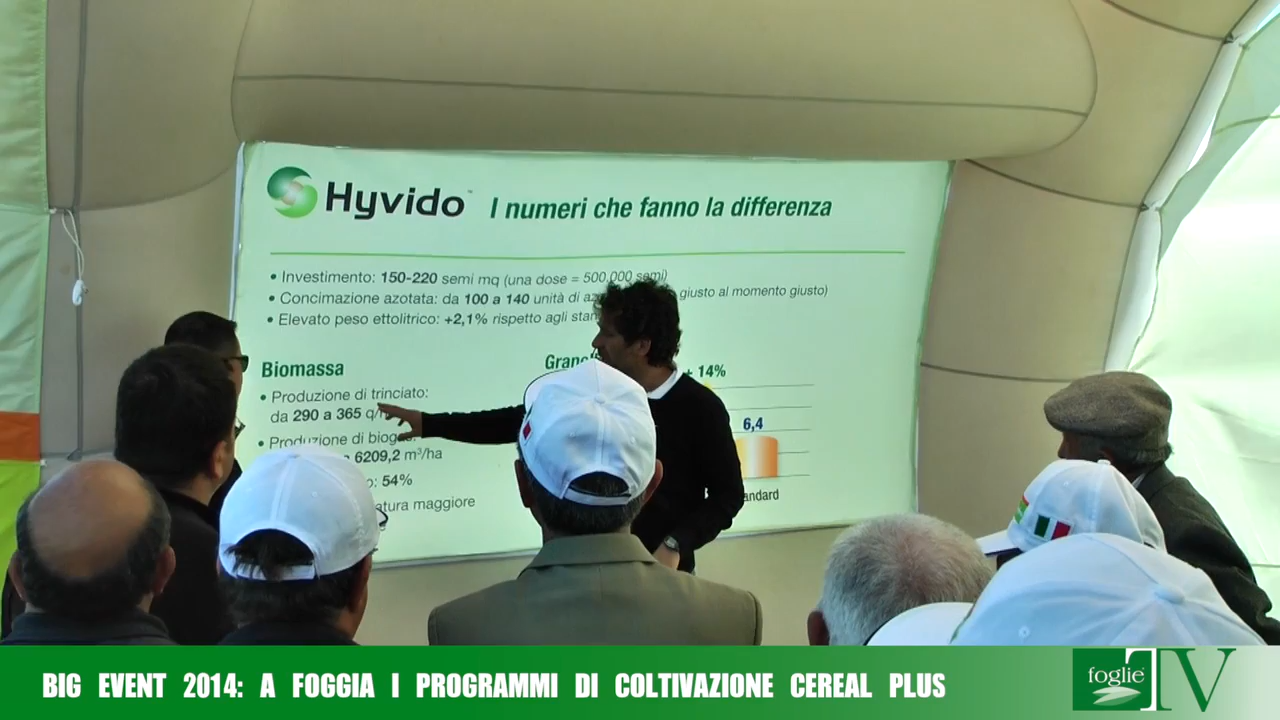 Hyvido™ I numeri che fanno la differenza
• Investimento: 150-220 semi mq (una dose = 500.000 semi)
• Concimazione azotata: da 100 a 140 unità di giusto al momento giusto)
• Elevato peso ettolitrico: +2,1% rispetto agli
Biomassa
+ 14%
• Produzione di trinciato:
da 290 a 365
• Produzione di
6209,2 m³/ha
54%
maggiore
6,4
BIG EVENT 2014: A FOGGIA I PROGRAMMI DI COLTIVAZIONE CEREAL PLUS
foglie TV